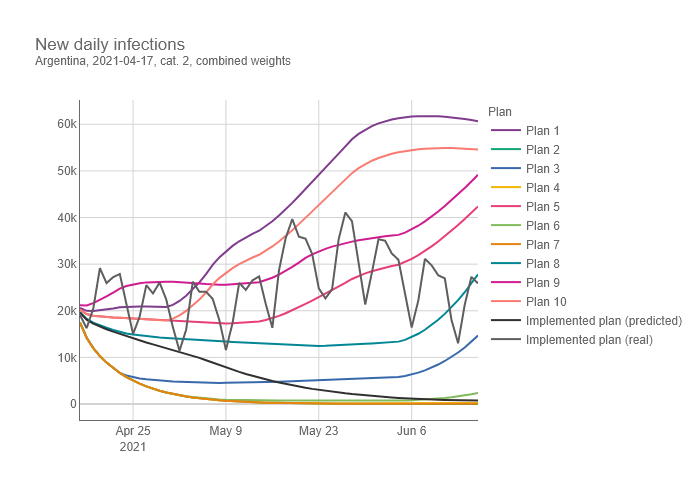 New daily infections
Argentina, 2021-04-17, cat. 2, combined weights
Plan
Plan 1
Plan 2
Plan 3
Plan 4
Plan 5
Plan 6
Plan 7
Plan 8
Plan 9
Plan 10
Implemented plan (predicted)
Implemented plan (real)
60k
50k
40k
30k
20k
10k
0
Apr 25 May 9 May 23 Jun 6
2021